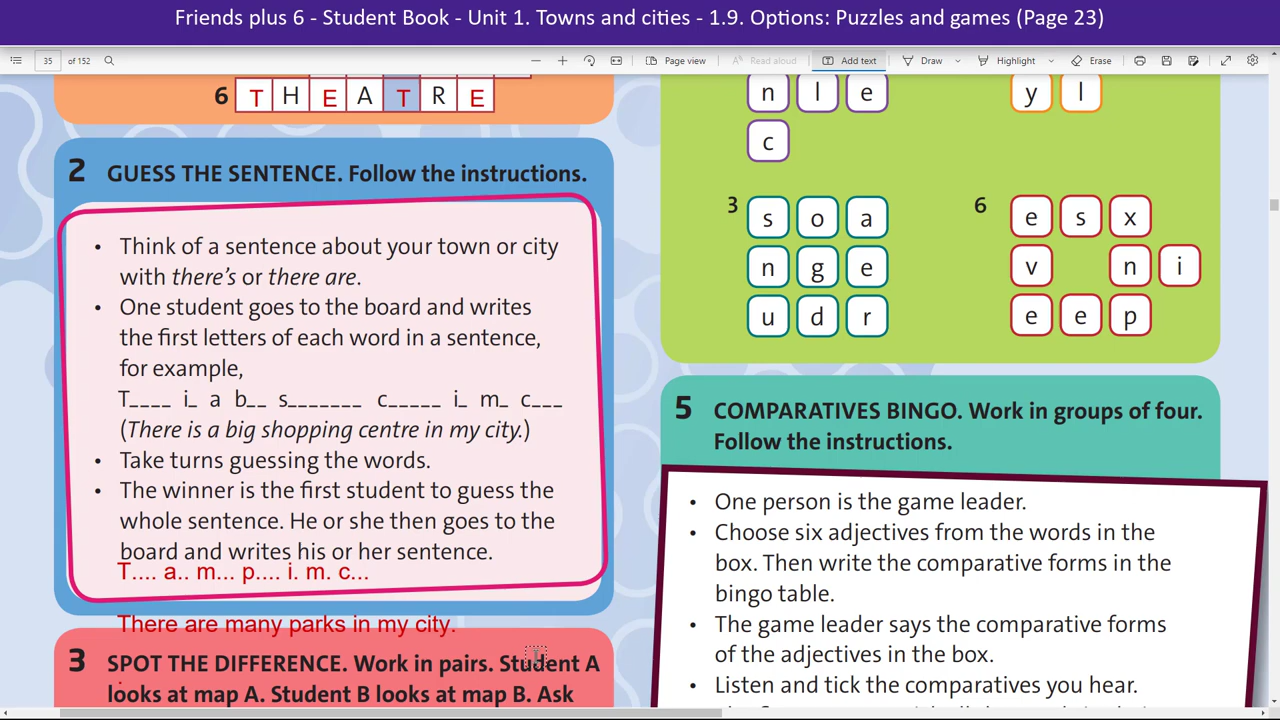 Friends plus 6 - Student Book - Unit 1. Towns and cities - 1.9. Options: Puzzles and games (Page 23)
35 of 152
Page view
Read aloud
Add text
Draw
Highlight
Erase
6 T H E A T R E
2 GUESS THE SENTENCE. Follow the instructions.
• Think of a sentence about your town or city
with there's or there are.
• One student goes to the board and writes
the first letters of each word in a sentence,
for example,
T____ i_ a b__ s_______ c_____ i_ m_ c___
(There is a big shopping centre in my city.)
• Take turns guessing the words.
• The winner is the first student to guess the
whole sentence. He or she then goes to the
board and writes his or her sentence.
T.... a.. m... p.... i. m. c...
There are many parks in my city.
3 SPOT THE DIFFERENCE. Work in pairs. Student A
looks at map A. Student B looks at map B. Ask
n l e
c
y l
3 s o a
n g e
u d r
6 e s x
v n i
e e p
5 COMPARATIVES BINGO. Work in groups of four.
Follow the instructions.
• One person is the game leader.
• Choose six adjectives from the words in the
box. Then write the comparative forms in the
bingo table.
• The game leader says the comparative forms
of the adjectives in the box.
• Listen and tick the comparatives you hear.